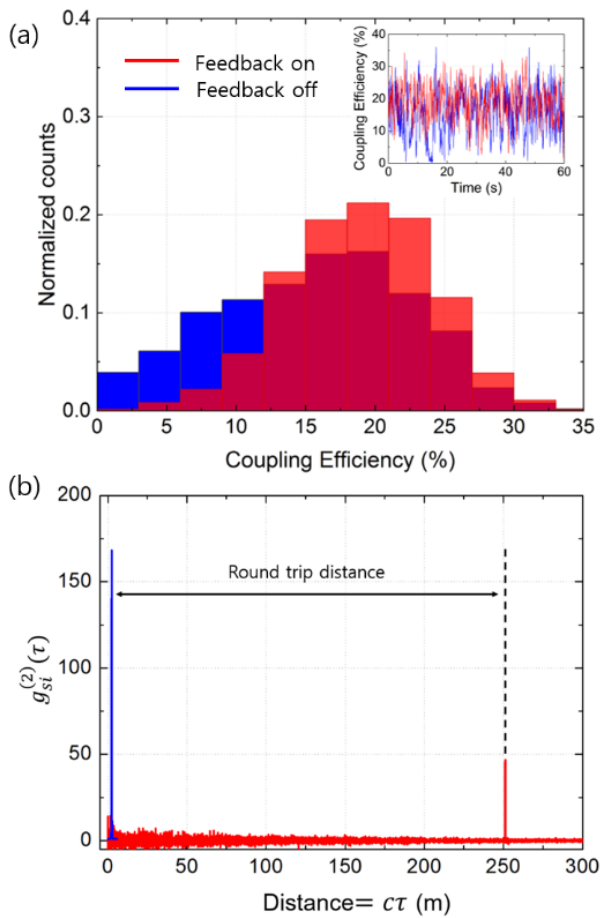 (a)
Feedback on
Feedback off
Normalized counts
0.4
0.3
0.2
0.1
0.0
0 5 10 15 20 25 30 35
Coupling Efficiency (%)
Coupling Efficiency (%)
40
30
20
10
0
0 20 40 60
Time (s)
(b)
200
150
100
50
0
g_{si}^{(2)}(τ)
Round trip distance
0 50 100 150 200 250 300
Distance= cτ (m)